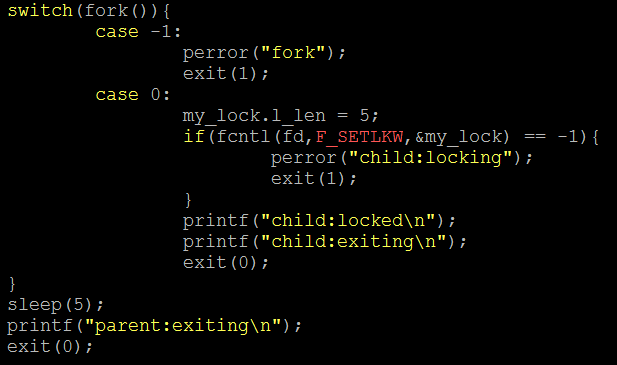 switch(fork()){
        case -1:
                perror("fork");
                exit(1);
        case 0:
                my_lock.l_len = 5;
                if(fcntl(fd,F_SETLKW,&my_lock) == -1){
                        perror("child:locking");
                        exit(1);
                }
                printf("child:locked\n");
                printf("child:exiting\n");
                exit(0);
}
sleep(5);
printf("parent:exiting\n");
exit(0);